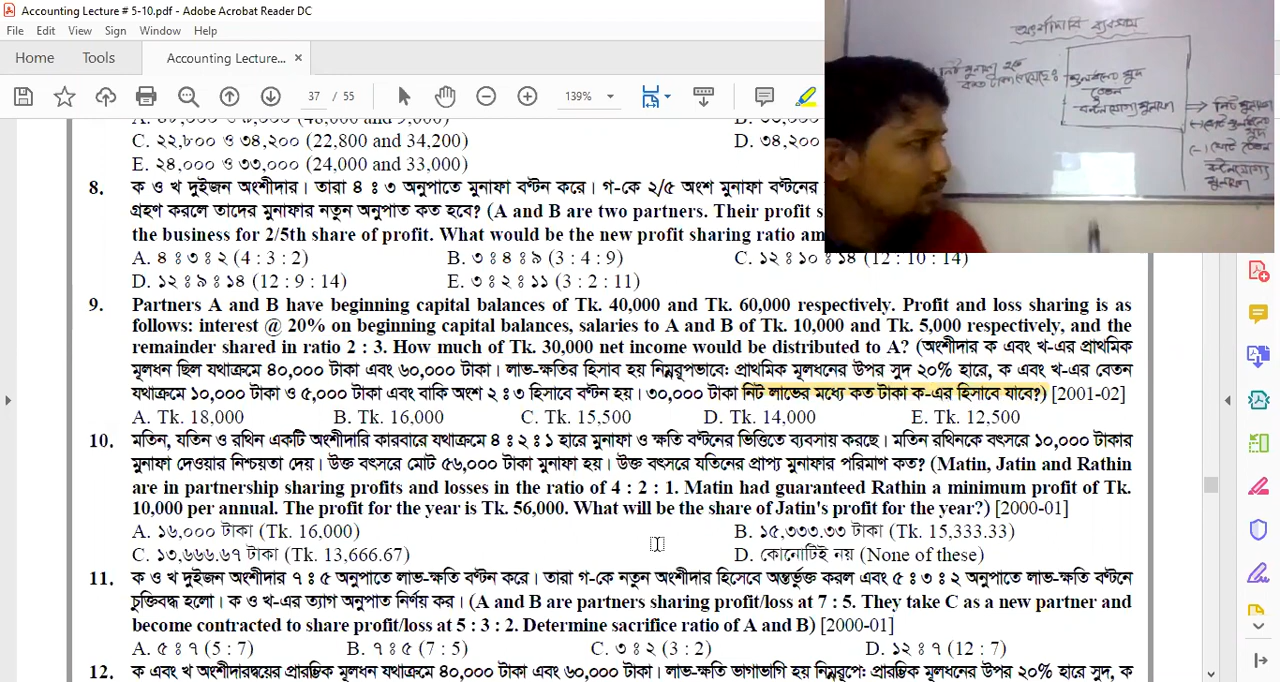 Accounting Lecture # 5-10.pdf - Adobe Acrobat Reader DC
File Edit View Sign Window Help
Home Tools Accounting Lecture... ×
37 / 55 139%
অংশীদারি ব্যবসায়
মূলধনের সুদ
বেতন
বণ্টনযোগ্য মুনাফা
C. ২২,৮০০ ও ৩৪,২০০ (22,800 and 34,200)
D. ৩৪,২০০
E. ২৪,০০০ ও ৩৩,০০০ (24,000 and 33,000)
8. ক ও খ দুইজন অংশীদার। তারা ৪ ঃ ৩ অনুপাতে মুনাফা বণ্টন করে। গ-কে ২/৫ অংশ মুনাফা বণ্টনের
গ্রহণ করলে তাদের মুনাফার নতুন অনুপাত কত হবে? (A and B are two partners. Their profit s
the business for 2/5th share of profit. What would be the new profit sharing ratio am
A. ৪ ঃ ৩ ঃ ২ (4 : 3 : 2) B. ৩ ঃ ৪ ঃ ৯ (3 : 4 : 9) C. ১২ ঃ ১০ ঃ ১৪ (12 : 10 : 14)
D. ১২ ঃ ৯ ঃ ১৪ (12 : 9 : 14) E. ৩ ঃ ২ ঃ ১১ (3 : 2 : 11)
9. Partners A and B have beginning capital balances of Tk. 40,000 and Tk. 60,000 respectively. Profit and loss sharing is as
follows: interest @ 20% on beginning capital balances, salaries to A and B of Tk. 10,000 and Tk. 5,000 respectively, and the
remainder shared in ratio 2 : 3. How much of Tk. 30,000 net income would be distributed to A? (অংশীদার ক এবং খ-এর প্রাথমিক
মূলধন ছিল যথাক্রমে ৪০,০০০ টাকা এবং ৬০,০০০ টাকা। লাভ-ক্ষতির হিসাব হয় নিম্নরূপভাবে: প্রাথমিক মূলধনের উপর সুদ ২০% হারে, ক এবং খ-এর বেতন
যথাক্রমে ১০,০০০ টাকা ও ৫,০০০ টাকা এবং বাকি অংশ ২ ঃ ৩ হিসাবে বণ্টন হয়। ৩০,০০০ টাকা নিট লাভের মধ্যে কত টাকা ক-এর হিসাবে যাবে?) [2001-02]
A. Tk. 18,000 B. Tk. 16,000 C. Tk. 15,500 D. Tk. 14,000 E. Tk. 12,500
10. মতিন, যতিন ও রথিন একটি অংশীদারি কারবারে যথাক্রমে ৪ ঃ ২ ঃ ১ হারে মুনাফা ও ক্ষতি বণ্টনের ভিত্তিতে ব্যবসায় করছে। মতিন রথিনকে বৎসরে ১০,০০০ টাকার
মুনাফা দেওয়ার নিশ্চয়তা দেয়। উক্ত বৎসরে মোট ৫৬,০০০ টাকা মুনাফা হয়। উক্ত বৎসরে যতিনের প্রাপ্য মুনাফার পরিমাণ কত? (Matin, Jatin and Rathin
are in partnership sharing profits and losses in the ratio of 4 : 2 : 1. Matin had guaranteed Rathin a minimum profit of Tk.
10,000 per annual. The profit for the year is Tk. 56,000. What will be the share of Jatin's profit for the year?) [2000-01]
A. ১৬,০০০ টাকা (Tk. 16,000) B. ১৫,৩৩৩.৩৩ টাকা (Tk. 15,333.33)
C. ১৩,৬৬৬.৬৭ টাকা (Tk. 13,666.67) D. কোনোটিই নয় (None of these)
11. ক ও খ দুইজন অংশীদার ৭ ঃ ৫ অনুপাতে লাভ-ক্ষতি বণ্টন করে। তারা গ-কে নতুন অংশীদার হিসেবে অন্তর্ভুক্ত করল এবং ৫ ঃ ৩ ঃ ২ অনুপাতে লাভ-ক্ষতি বণ্টনে
চুক্তিবদ্ধ হলো। ক ও খ-এর ত্যাগ অনুপাত নির্ণয় কর। (A and B are partners sharing profit/loss at 7 : 5. They take C as a new partner and
become contracted to share profit/loss at 5 : 3 : 2. Determine sacrifice ratio of A and B) [2000-01]
A. ৫ ঃ ৭ (5 : 7) B. ৭ ঃ ৫ (7 : 5) C. ৩ ঃ ২ (3 : 2) D. ১২ ঃ ৭ (12 : 7)
12. ক এবং খ অংশীদারদ্বয়ের প্রারম্ভিক মূলধন যথাক্রমে ৪০,০০০ টাকা এবং ৬০,০০০ টাকা। লাভ-ক্ষতি ভাগাভাগি হয় নিম্নরূপে: প্রারম্ভিক মূলধনের উপর ২০% হারে সুদ, ক